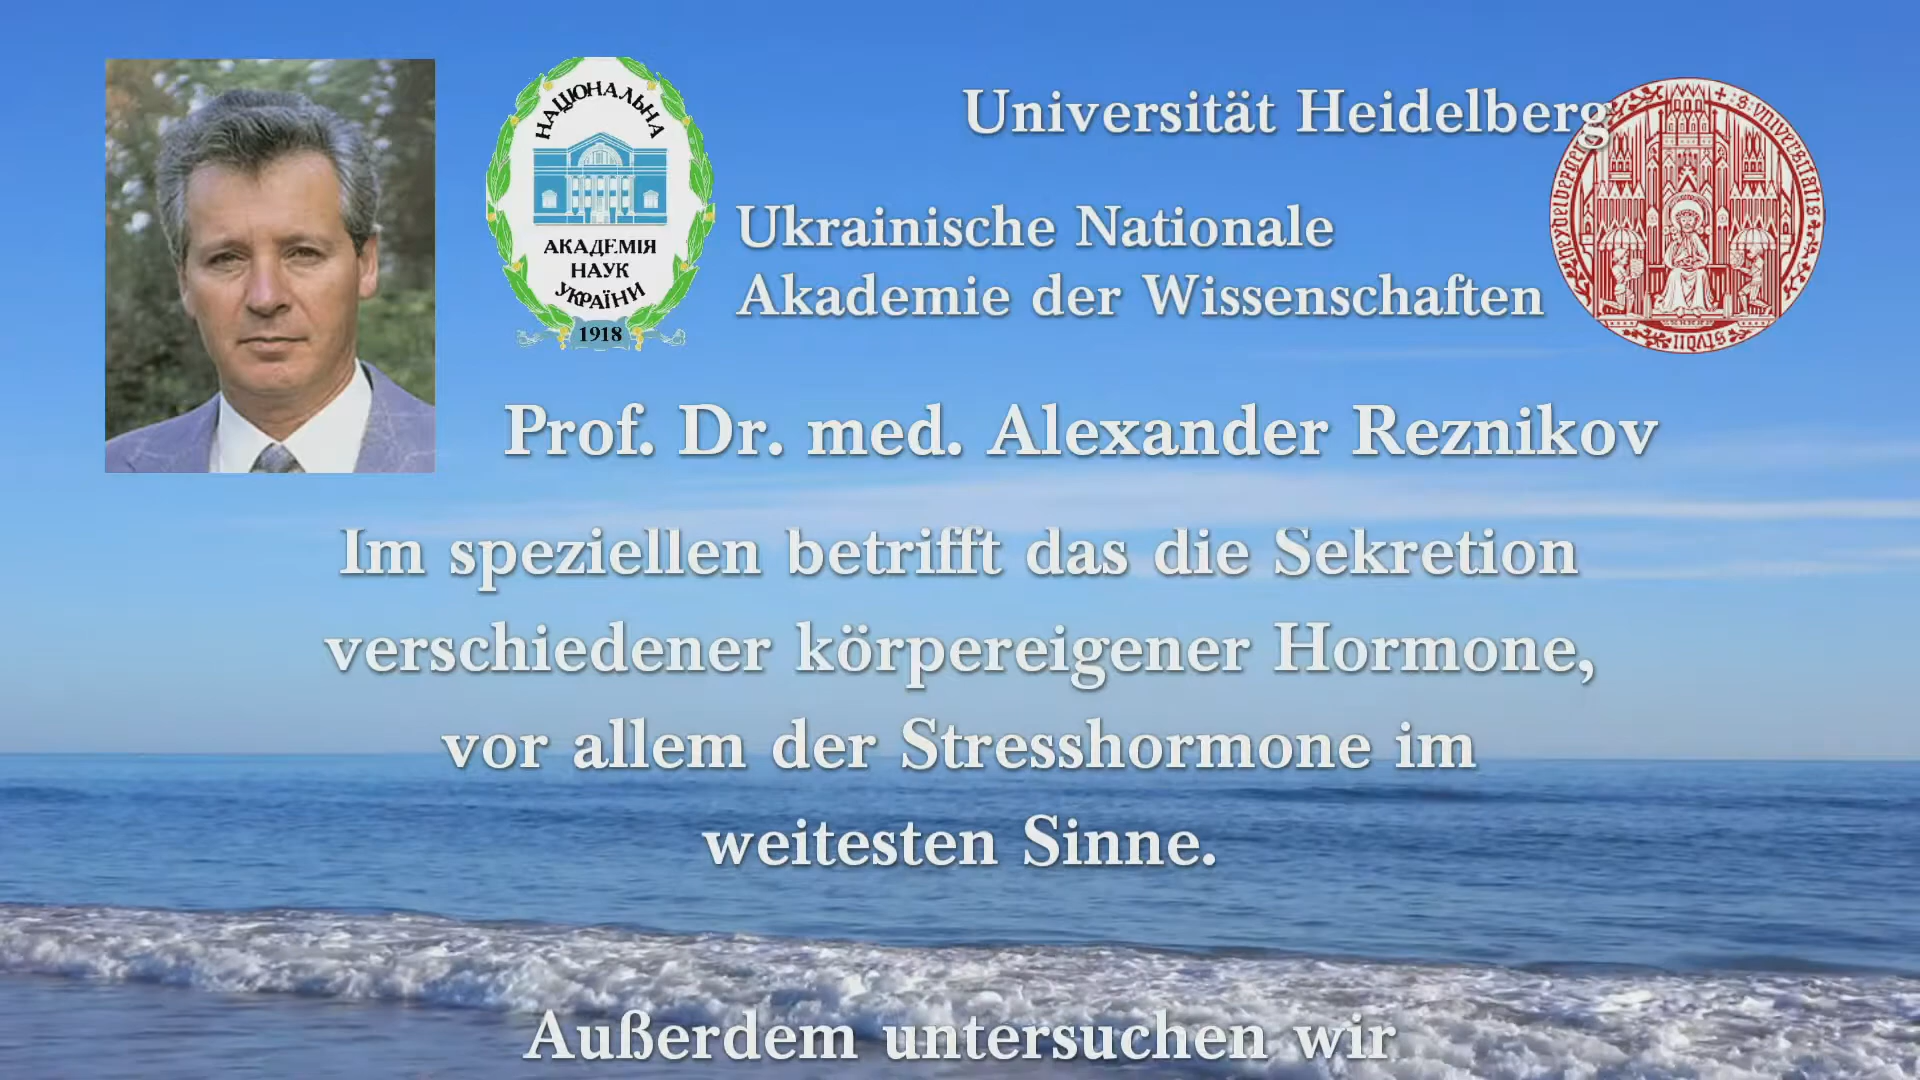 НАЦІОНАЛЬНА
АКАДЕМІЯ
НАУК
УКРАЇНИ
1918
Universität Heidelberg
Ukrainische Nationale
Akademie der Wissenschaften
Prof. Dr. med. Alexander Reznikov
Im speziellen betrifft das die Sekretion
verschiedener körpereigener Hormone,
vor allem der Stresshormone im
weitesten Sinne.
Außerdem untersuchen wir